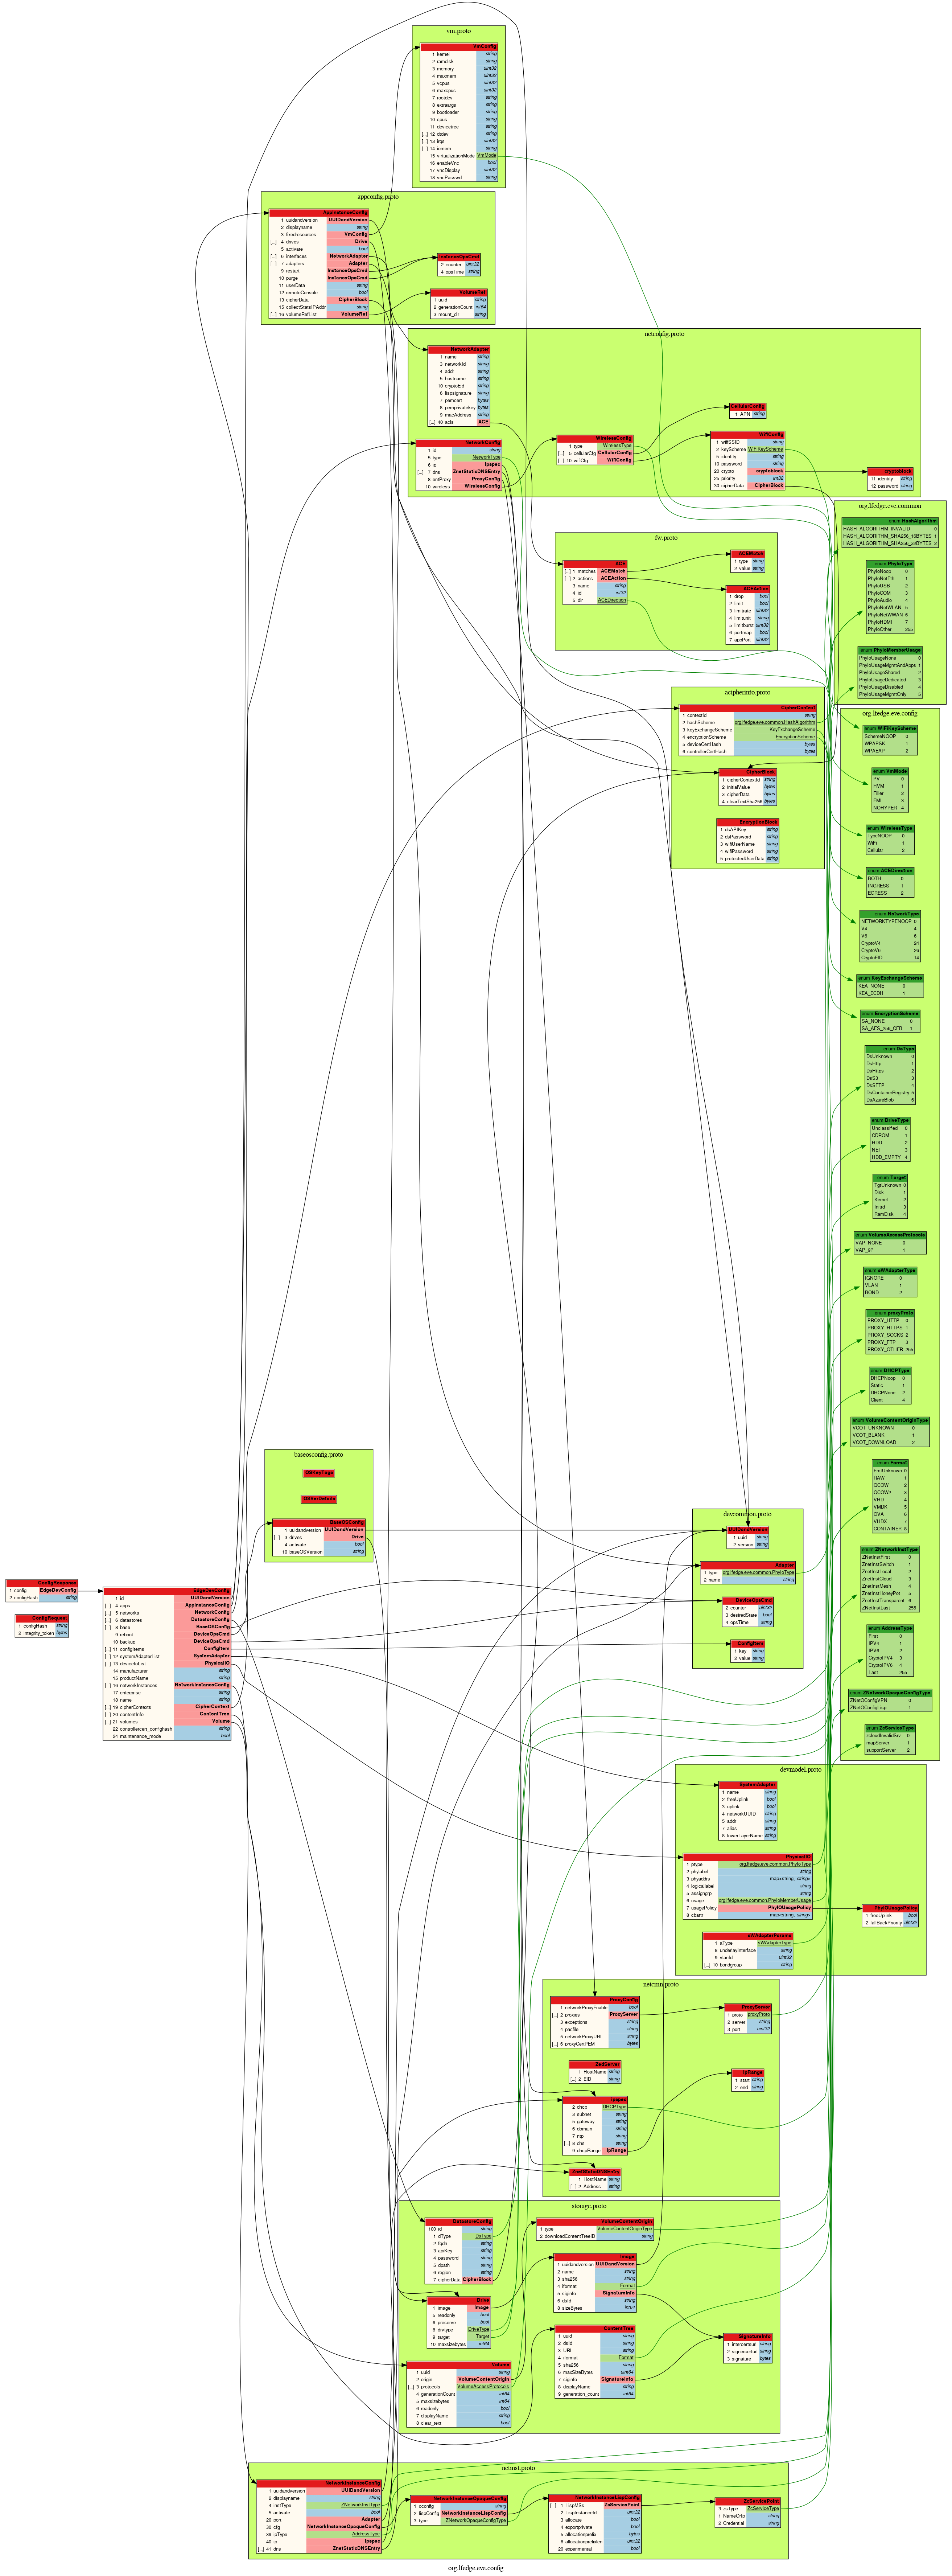 vm.proto
VmConfig
1 kernel string
2 ramdisk string
3 memory uint32
4 maxmem uint32
5 vcpus uint32
6 maxcpus uint32
7 rootdev string
8 extraargs string
9 bootloader string
10 cpus string
11 devicetree string
[...] 12 dtdev string
[...] 13 irqs uint32
[...] 14 iomem string
15 virtualizationMode VmMode
16 enableVnc bool
17 vncDisplay uint32
18 vncPasswd string
appconfig.proto
AppInstanceConfig
1 uuidandversion UUIDandVersion
2 displayname string
3 fixedresources VmConfig
[...] 4 drives Drive
5 activate bool
[...] 6 interfaces NetworkAdapter
[...] 7 adapters Adapter
9 restart InstanceOpsCmd
10 purge InstanceOpsCmd
11 userData string
12 remoteConsole bool
13 cipherData CipherBlock
15 collectStatsIPAddr string
[...] 16 volumeRefList VolumeRef
InstanceOpsCmd
2 counter uint32
4 opsTime string
VolumeRef
1 uuid string
2 generationCount int64
3 mount_dir string
netconfig.proto
NetworkAdapter
1 name string
3 networkId string
4 addr string
5 hostname string
10 cryptoEid string
6 lispsignature string
7 pemcert bytes
8 pemprivatekey bytes
9 macAddress string
[...] 40 acls ACE
NetworkConfig
1 id string
5 type NetworkType
6 ip ipspec
[...] 7 dns ZnetStaticDNSEntry
8 entProxy ProxyConfig
10 wireless WirelessConfig
WirelessConfig
1 type WirelessType
[...] 5 cellularCfg CellularConfig
[...] 10 wifiCfg WifiConfig
CellularConfig
1 APN string
WifiConfig
1 wifiSSID string
2 keyScheme WiFiKeyScheme
5 identity string
10 password string
20 crypto cryptoblock
25 priority int32
30 cipherData CipherBlock
cryptoblock
11 identity string
12 password string
org.lfedge.eve.common
enum HashAlgorithm
HASH_ALGORITHM_INVALID 0
HASH_ALGORITHM_SHA256_16BYTES 1
HASH_ALGORITHM_SHA256_32BYTES 2
enum PhyIoType
PhyIoNoop 0
PhyIoNetEth 1
PhyIoUSB 2
PhyIoCOM 3
PhyIoAudio 4
PhyIoNetWLAN 5
PhyIoNetWWAN 6
PhyIoHDMI 7
PhyIoOther 255
enum PhyIoMemberUsage
PhyIoUsageNone 0
PhyIoUsageMgmtAndApps 1
PhyIoUsageShared 2
PhyIoUsageDedicated 3
PhyIoUsageDisabled 4
PhyIoUsageMgmtOnly 5
fw.proto
ACE
[...] 1 matches ACEMatch
[...] 2 actions ACEAction
3 name string
4 id int32
5 dir ACEDirection
ACEMatch
1 type string
2 value string
ACEAction
1 drop bool
2 limit bool
3 limitrate uint32
4 limitunit string
5 limitburst uint32
6 portmap bool
7 appPort uint32
acipherinfo.proto
CipherContext
1 contextId string
2 hashScheme org.lfedge.eve.common.HashAlgorithm
3 keyExchangeScheme KeyExchangeScheme
4 encryptionScheme EncryptionScheme
5 deviceCertHash bytes
6 controllerCertHash bytes
CipherBlock
1 cipherContextId string
2 initialValue bytes
3 cipherData bytes
4 clearTextSha256 bytes
EncryptionBlock
1 dsAPIKey string
2 dsPassword string
3 wifiUserName string
4 wifiPassword string
5 protectedUserData string
org.lfedge.eve.config
enum WiFiKeyScheme
SchemeNOOP 0
WPAPSK 1
WPAEAP 2
enum VmMode
PV 0
HVM 1
Filler 2
FML 3
NOHYPER 4
enum WirelessType
TypeNOOP 0
WiFi 1
Cellular 2
enum ACEDirection
BOTH 0
INGRESS 1
EGRESS 2
enum NetworkType
NETWORKTYPENOOP 0
V4 4
V6 6
CryptoV4 24
CryptoV6 26
CryptoEID 14
enum KeyExchangeScheme
KEA_NONE 0
KEA_ECDH 1
enum EncryptionScheme
SA_NONE 0
SA_AES_256_CFB 1
enum DsType
DsUnknown 0
DsHttp 1
DsHttps 2
DsS3 3
DsSFTP 4
DsContainerRegistry 5
DsAzureBlob 6
enum DriveType
Unclassified 0
CDROM 1
HDD 2
NET 3
HDD_EMPTY 4
enum Target
TgtUnknown 0
Disk 1
Kernel 2
Initrd 3
RamDisk 4
enum VolumeAccessProtocols
VAP_NONE 0
VAP_9P 1
enum sWAdapterType
IGNORE 0
VLAN 1
BOND 2
enum proxyProto
PROXY_HTTP 0
PROXY_HTTPS 1
PROXY_SOCKS 2
PROXY_FTP 3
PROXY_OTHER 255
enum DHCPType
DHCPNoop 0
Static 1
DHCPNone 2
Client 4
enum VolumeContentOriginType
VCOT_UNKNOWN 0
VCOT_BLANK 1
VCOT_DOWNLOAD 2
enum Format
FmtUnknown 0
RAW 1
QCOW 2
QCOW2 3
VHD 4
VMDK 5
OVA 6
VHDX 7
CONTAINER 8
enum ZNetworkInstType
ZNetInstFirst 0
ZnetInstSwitch 1
ZnetInstLocal 2
ZnetInstCloud 3
ZnetInstMesh 4
ZnetInstHoneyPot 5
ZnetInstTransparent 6
ZNetInstLast 255
enum AddressType
First 0
IPV4 1
IPV6 2
CryptoIPV4 3
CryptoIPV6 4
Last 255
enum ZNetworkOpaqueConfigType
ZNetOConfigVPN 0
ZNetOConfigLisp 1
enum ZcServiceType
zcloudInvalidSrv 0
mapServer 1
supportServer 2
baseosconfig.proto
OSKeyTags
OSVerDetails
BaseOSConfig
1 uuidandversion UUIDandVersion
[...] 3 drives Drive
4 activate bool
10 baseOSVersion string
devcommon.proto
UUIDandVersion
1 uuid string
2 version string
Adapter
1 type org.lfedge.eve.common.PhyIoType
2 name string
DeviceOpsCmd
2 counter uint32
3 desiredState bool
4 opsTime string
ConfigItem
1 key string
2 value string
ConfigResponse
1 config EdgeDevConfig
2 configHash string
ConfigRequest
1 configHash string
2 integrity_token bytes
EdgeDevConfig
1 id UUIDandVersion
[...] 4 apps AppInstanceConfig
[...] 5 networks NetworkConfig
[...] 6 datastores DatastoreConfig
[...] 8 base BaseOSConfig
9 reboot DeviceOpsCmd
10 backup DeviceOpsCmd
[...] 11 configItems ConfigItem
[...] 12 systemAdapterList SystemAdapter
[...] 13 deviceIoList PhysicalIO
14 manufacturer string
15 productName string
[...] 16 networkInstances NetworkInstanceConfig
17 enterprise string
18 name string
[...] 19 cipherContexts CipherContext
[...] 20 contentInfo ContentTree
[...] 21 volumes Volume
22 controllercert_confighash string
24 maintenance_mode bool
devmodel.proto
SystemAdapter
1 name string
2 freeUplink bool
3 uplink bool
4 networkUUID string
5 addr string
7 alias string
8 lowerLayerName string
PhysicalIO
1 ptype org.lfedge.eve.common.PhyIoType
2 phylabel string
3 phyaddrs map<string, string>
4 logicallabel string
5 assigngrp string
6 usage org.lfedge.eve.common.PhyIoMemberUsage
7 usagePolicy PhyIOUsagePolicy
8 cbattr map<string, string>
PhyIOUsagePolicy
1 freeUplink bool
2 fallBackPriority uint32
sWAdapterParams
1 aType sWAdapterType
8 underlayInterface string
9 vlanId uint32
[...] 10 bondgroup string
netcmn.proto
ProxyConfig
1 networkProxyEnable bool
[...] 2 proxies ProxyServer
3 exceptions string
4 pacfile string
5 networkProxyURL string
[...] 6 proxyCertPEM bytes
ProxyServer
1 proto proxyProto
2 server string
3 port uint32
ZedServer
1 HostName string
[...] 2 EID string
ipRange
1 start string
2 end string
ipspec
2 dhcp DHCPType
3 subnet string
5 gateway string
6 domain string
7 ntp string
[...] 8 dns string
9 dhcpRange ipRange
ZnetStaticDNSEntry
1 HostName string
[...] 2 Address string
storage.proto
DatastoreConfig
100 id string
1 dType DsType
2 fqdn string
3 apiKey string
4 password string
5 dpath string
6 region string
7 cipherData CipherBlock
VolumeContentOrigin
1 type VolumeContentOriginType
2 downloadContentTreeID string
Image
1 uuidandversion UUIDandVersion
2 name string
3 sha256 string
4 iformat Format
5 siginfo SignatureInfo
6 dsId string
8 sizeBytes int64
Drive
1 image Image
5 readonly bool
6 preserve bool
8 drvtype DriveType
9 target Target
10 maxsizebytes int64
ContentTree
1 uuid string
2 dsId string
3 URL string
4 iformat Format
5 sha256 string
6 maxSizeBytes uint64
7 siginfo SignatureInfo
8 displayName string
9 generation_count int64
SignatureInfo
1 intercertsurl string
2 signercerturl string
3 signature bytes
Volume
1 uuid string
2 origin VolumeContentOrigin
[...] 3 protocols VolumeAccessProtocols
4 generationCount int64
5 maxsizebytes int64
6 readonly bool
7 displayName string
8 clear_text bool
netinst.proto
NetworkInstanceConfig
1 uuidandversion UUIDandVersion
2 displayname string
4 instType ZNetworkInstType
5 activate bool
20 port Adapter
30 cfg NetworkInstanceOpaqueConfig
39 ipType AddressType
40 ip ipspec
[...] 41 dns ZnetStaticDNSEntry
NetworkInstanceOpaqueConfig
1 oconfig string
2 lispConfig NetworkInstanceLispConfig
3 type ZNetworkOpaqueConfigType
NetworkInstanceLispConfig
[...] 1 LispMSs ZcServicePoint
2 LispInstanceId uint32
3 allocate bool
4 exportprivate bool
5 allocationprefix bytes
6 allocationprefixlen uint32
20 experimental bool
ZcServicePoint
3 zsType ZcServiceType
1 NameOrIp string
2 Credential string
org.lfedge.eve.config